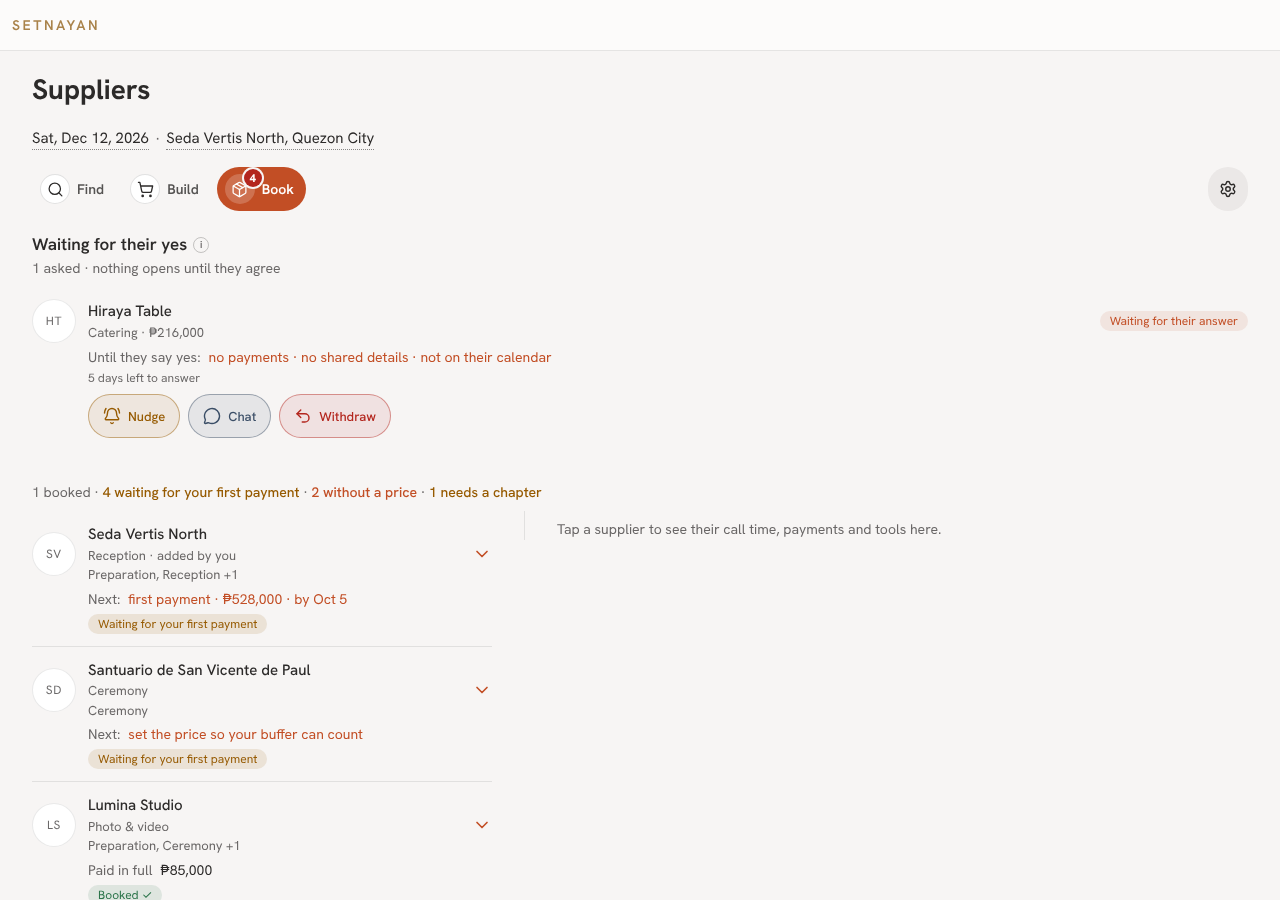 SETNAYAN
Suppliers
Sat, Dec 12, 2026 · Seda Vertis North, Quezon City
Find
Build
4
Book
Waiting for their yes i
1 asked · nothing opens until they agree
HT
Hiraya Table
Catering · ₱216,000
Waiting for their answer
Until they say yes: no payments · no shared details · not on their calendar
5 days left to answer
Nudge
Chat
Withdraw
1 booked · 4 waiting for your first payment · 2 without a price · 1 needs a chapter
Tap a supplier to see their call time, payments and tools here.
SV
Seda Vertis North
Reception · added by you
Preparation, Reception +1
Next: first payment · ₱528,000 · by Oct 5
Waiting for your first payment
SD
Santuario de San Vicente de Paul
Ceremony
Ceremony
Next: set the price so your buffer can count
Waiting for your first payment
LS
Lumina Studio
Photo & video
Preparation, Ceremony +1
Paid in full ₱85,000
Booked ✓